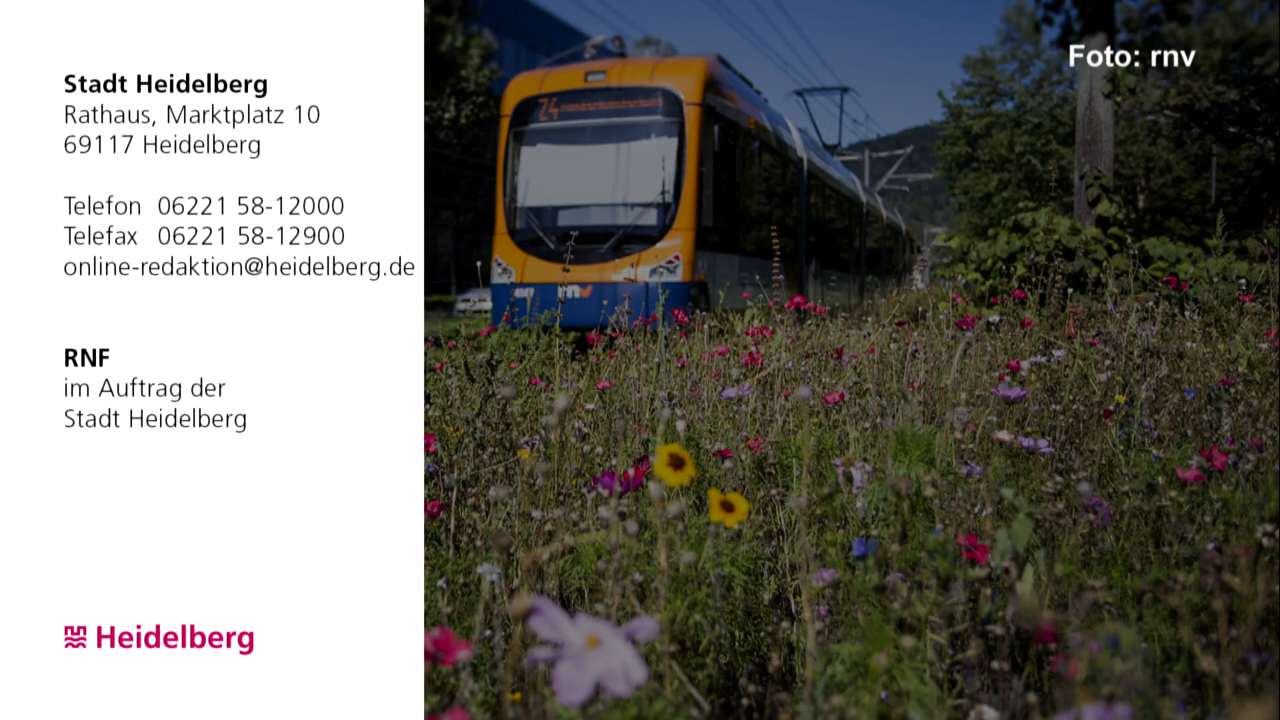 Stadt Heidelberg
Rathaus, Marktplatz 10
69117 Heidelberg
Telefon 06221 58-12000
Telefax 06221 58-12900
online-redaktion@heidelberg.de
RNF
im Auftrag der
Stadt Heidelberg
Heidelberg
Foto: rnv
24
rnv